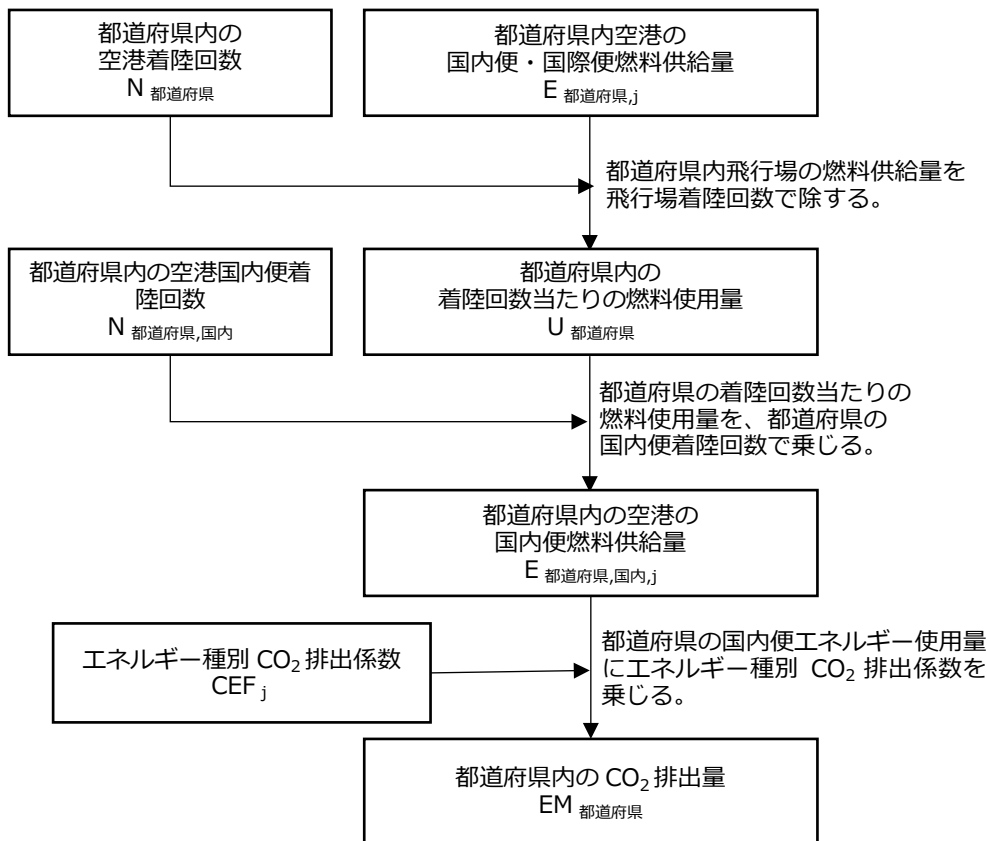 都道府県内の
空港着陸回数
N 都道府県
都道府県内空港の
国内便・国際便燃料供給量
E 都道府県,j
都道府県内飛行場の燃料供給量を
飛行場着陸回数で除する。
都道府県内の空港国内便着
陸回数
N 都道府県,国内
都道府県内の
着陸回数当たりの燃料使用量
U 都道府県
都道府県の着陸回数当たりの
燃料使用量を、都道府県の
国内便着陸回数で乗じる。
都道府県内の空港の
国内便燃料供給量
E 都道府県,国内,j
エネルギー種別 CO₂ 排出係数
CEF j
都道府県の国内便エネルギー使用量
にエネルギー種別 CO₂ 排出係数を
乗じる。
都道府県内の CO₂ 排出量
EM 都道府県